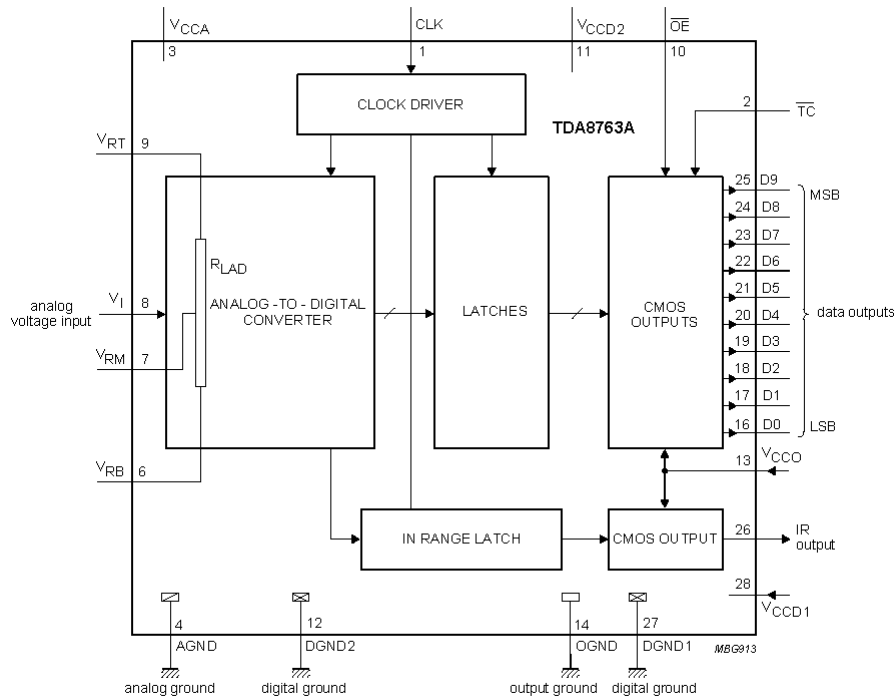 VCCA
CLK
VCCD2
OE
3
1
11
10
CLOCK DRIVER
2
TC
TDA8763A
VRT
9
25 D9
MSB
24 D8
23 D7
22 D6
21 D5
20 D4
19 D3
18 D2
17 D1
16 D0
LSB
data outputs
RLAD
ANALOG -TO - DIGITAL
CONVERTER
LATCHES
CMOS
OUTPUTS
VI
8
analog
voltage input
VRM
7
VRB
6
13
VCCO
IN RANGE LATCH
CMOS OUTPUT
26
IR
output
28
VCCD1
4
12
14
27
AGND
DGND2
OGND
DGND1
MBG913
analog ground
digital ground
output ground
digital ground